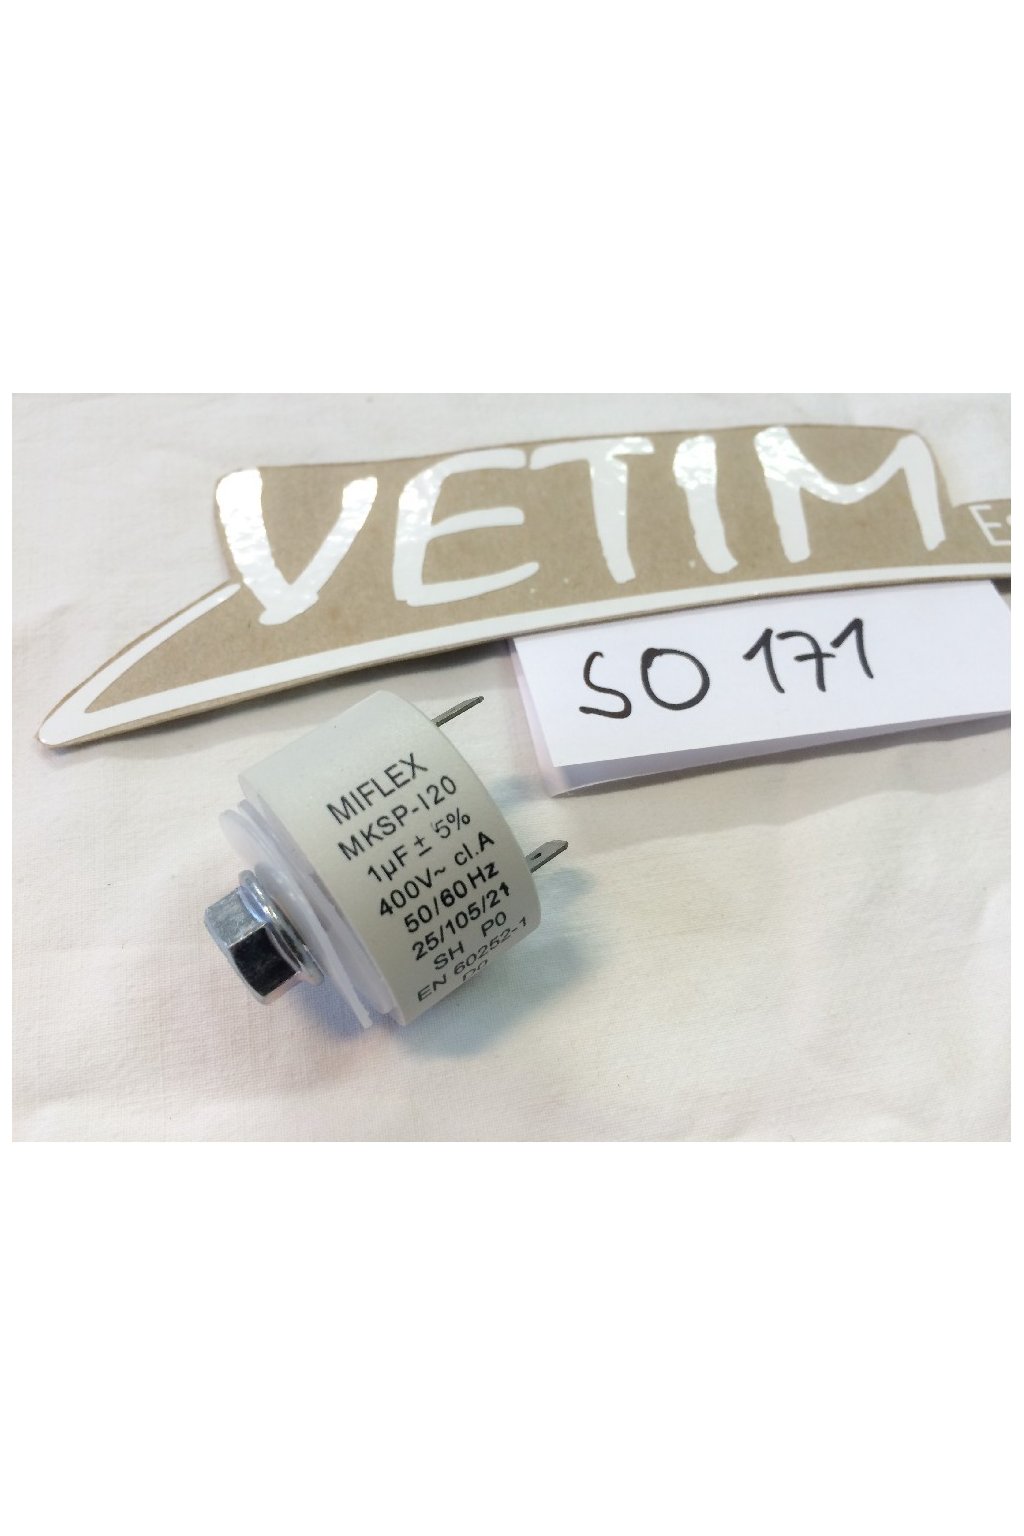 VETIM
SO 171
MIFLEX
MKSP-I20
1µF ± 5%
400V~ cl.A
50/60Hz
25/105/21
SH P0
EN 60252-1